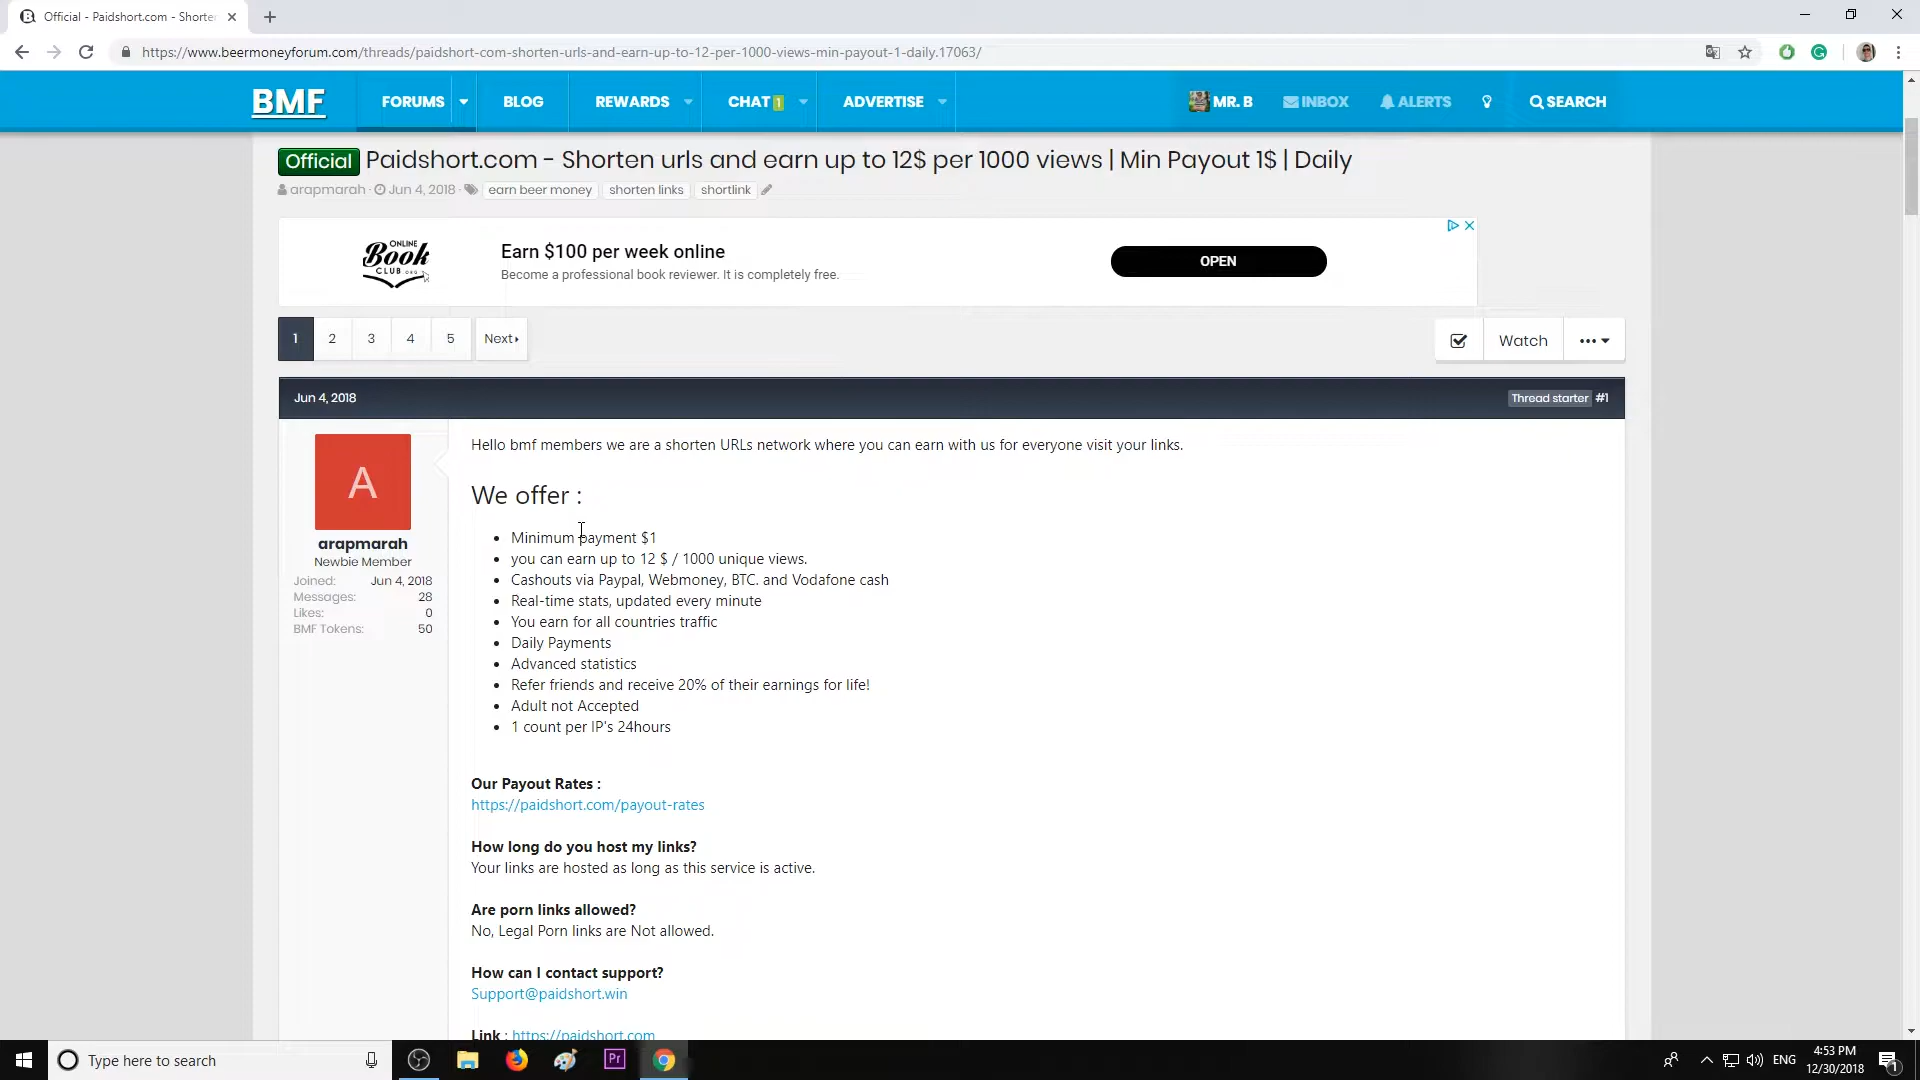 Official - Paidshort.com - Shorte
https://www.beermoneyforum.com/threads/paidshort-com-shorten-urls-and-earn-up-to-12-per-1000-views-min-payout-1-daily.17063/
BMF FORUMS BLOG REWARDS CHAT 1 ADVERTISE MR. B INBOX ALERTS SEARCH
Official Paidshort.com - Shorten urls and earn up to 12$ per 1000 views | Min Payout 1$ | Daily
arapmarah · Jun 4, 2018 · earn beer money shorten links shortlink
ONLINE
Book
CLUB.ORG
Earn $100 per week online
Become a professional book reviewer. It is completely free.
OPEN
1 2 3 4 5 Next
Watch
Jun 4, 2018 Thread starter #1
A
arapmarah
Newbie Member
Joined: Jun 4, 2018
Messages: 28
Likes: 0
BMF Tokens: 50
Hello bmf members we are a shorten URLs network where you can earn with us for everyone visit your links.
We offer :
• Minimum payment $1
• you can earn up to 12 $ / 1000 unique views.
• Cashouts via Paypal, Webmoney, BTC. and Vodafone cash
• Real-time stats, updated every minute
• You earn for all countries traffic
• Daily Payments
• Advanced statistics
• Refer friends and receive 20% of their earnings for life!
• Adult not Accepted
• 1 count per IP's 24hours
Our Payout Rates :
https://paidshort.com/payout-rates
How long do you host my links?
Your links are hosted as long as this service is active.
Are porn links allowed?
No, Legal Porn links are Not allowed.
How can I contact support?
Support@paidshort.win
Link : https://paidshort.com
Type here to search
Pr
ENG
4:53 PM
12/30/2018
1